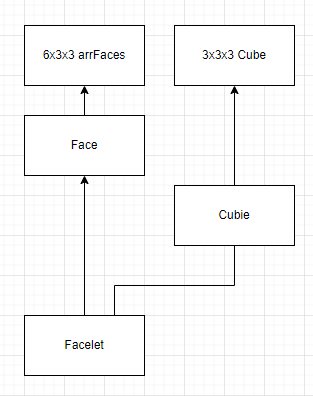 6x3x3 arrFaces
3x3x3 Cube
Face
Cubie
Facelet